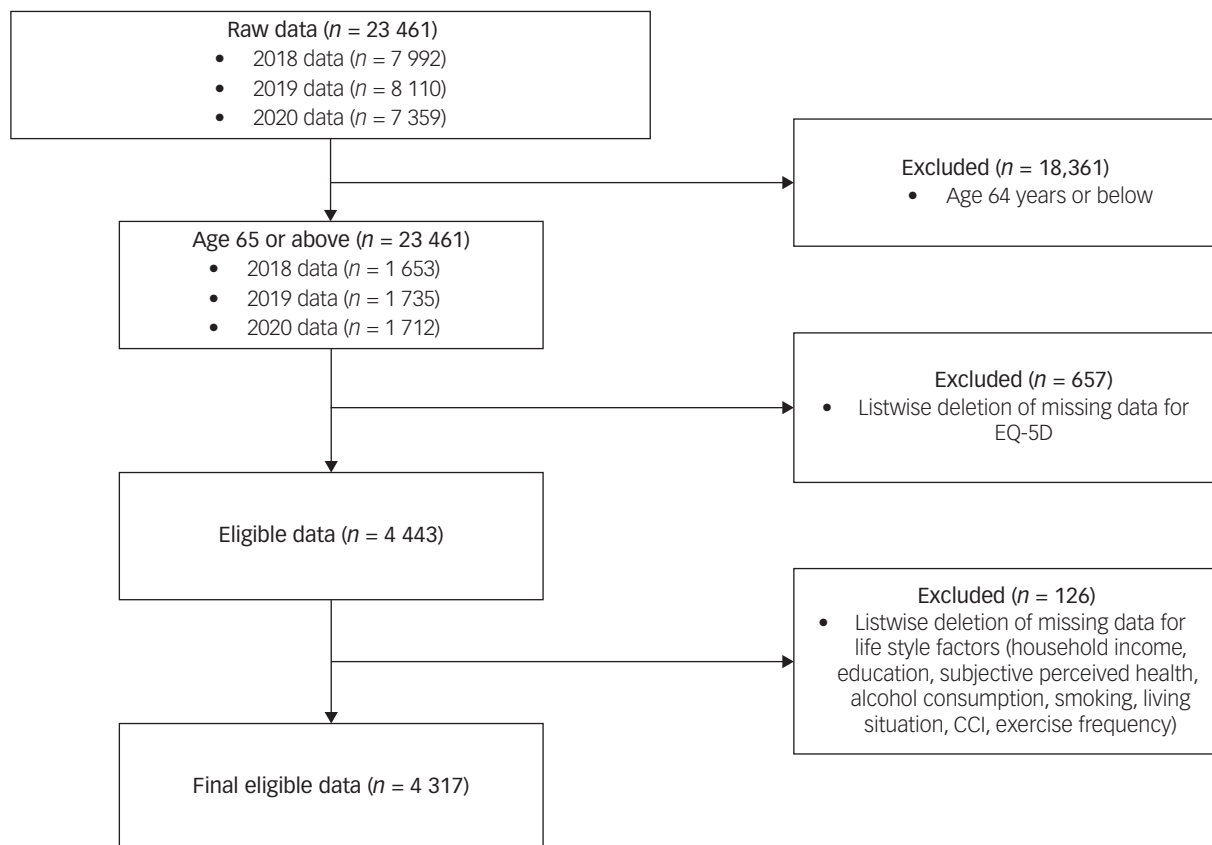 Raw data (n = 23 461)
• 2018 data (n = 7 992)
• 2019 data (n = 8 110)
• 2020 data (n = 7 359)
Excluded (n = 18,361)
• Age 64 years or below
Age 65 or above (n = 23 461)
• 2018 data (n = 1 653)
• 2019 data (n = 1 735)
• 2020 data (n = 1 712)
Excluded (n = 657)
• Listwise deletion of missing data for
EQ-5D
Eligible data (n = 4 443)
Excluded (n = 126)
• Listwise deletion of missing data for
life style factors (household income,
education, subjective perceived health,
alcohol consumption, smoking, living
situation, CCI, exercise frequency)
Final eligible data (n = 4 317)